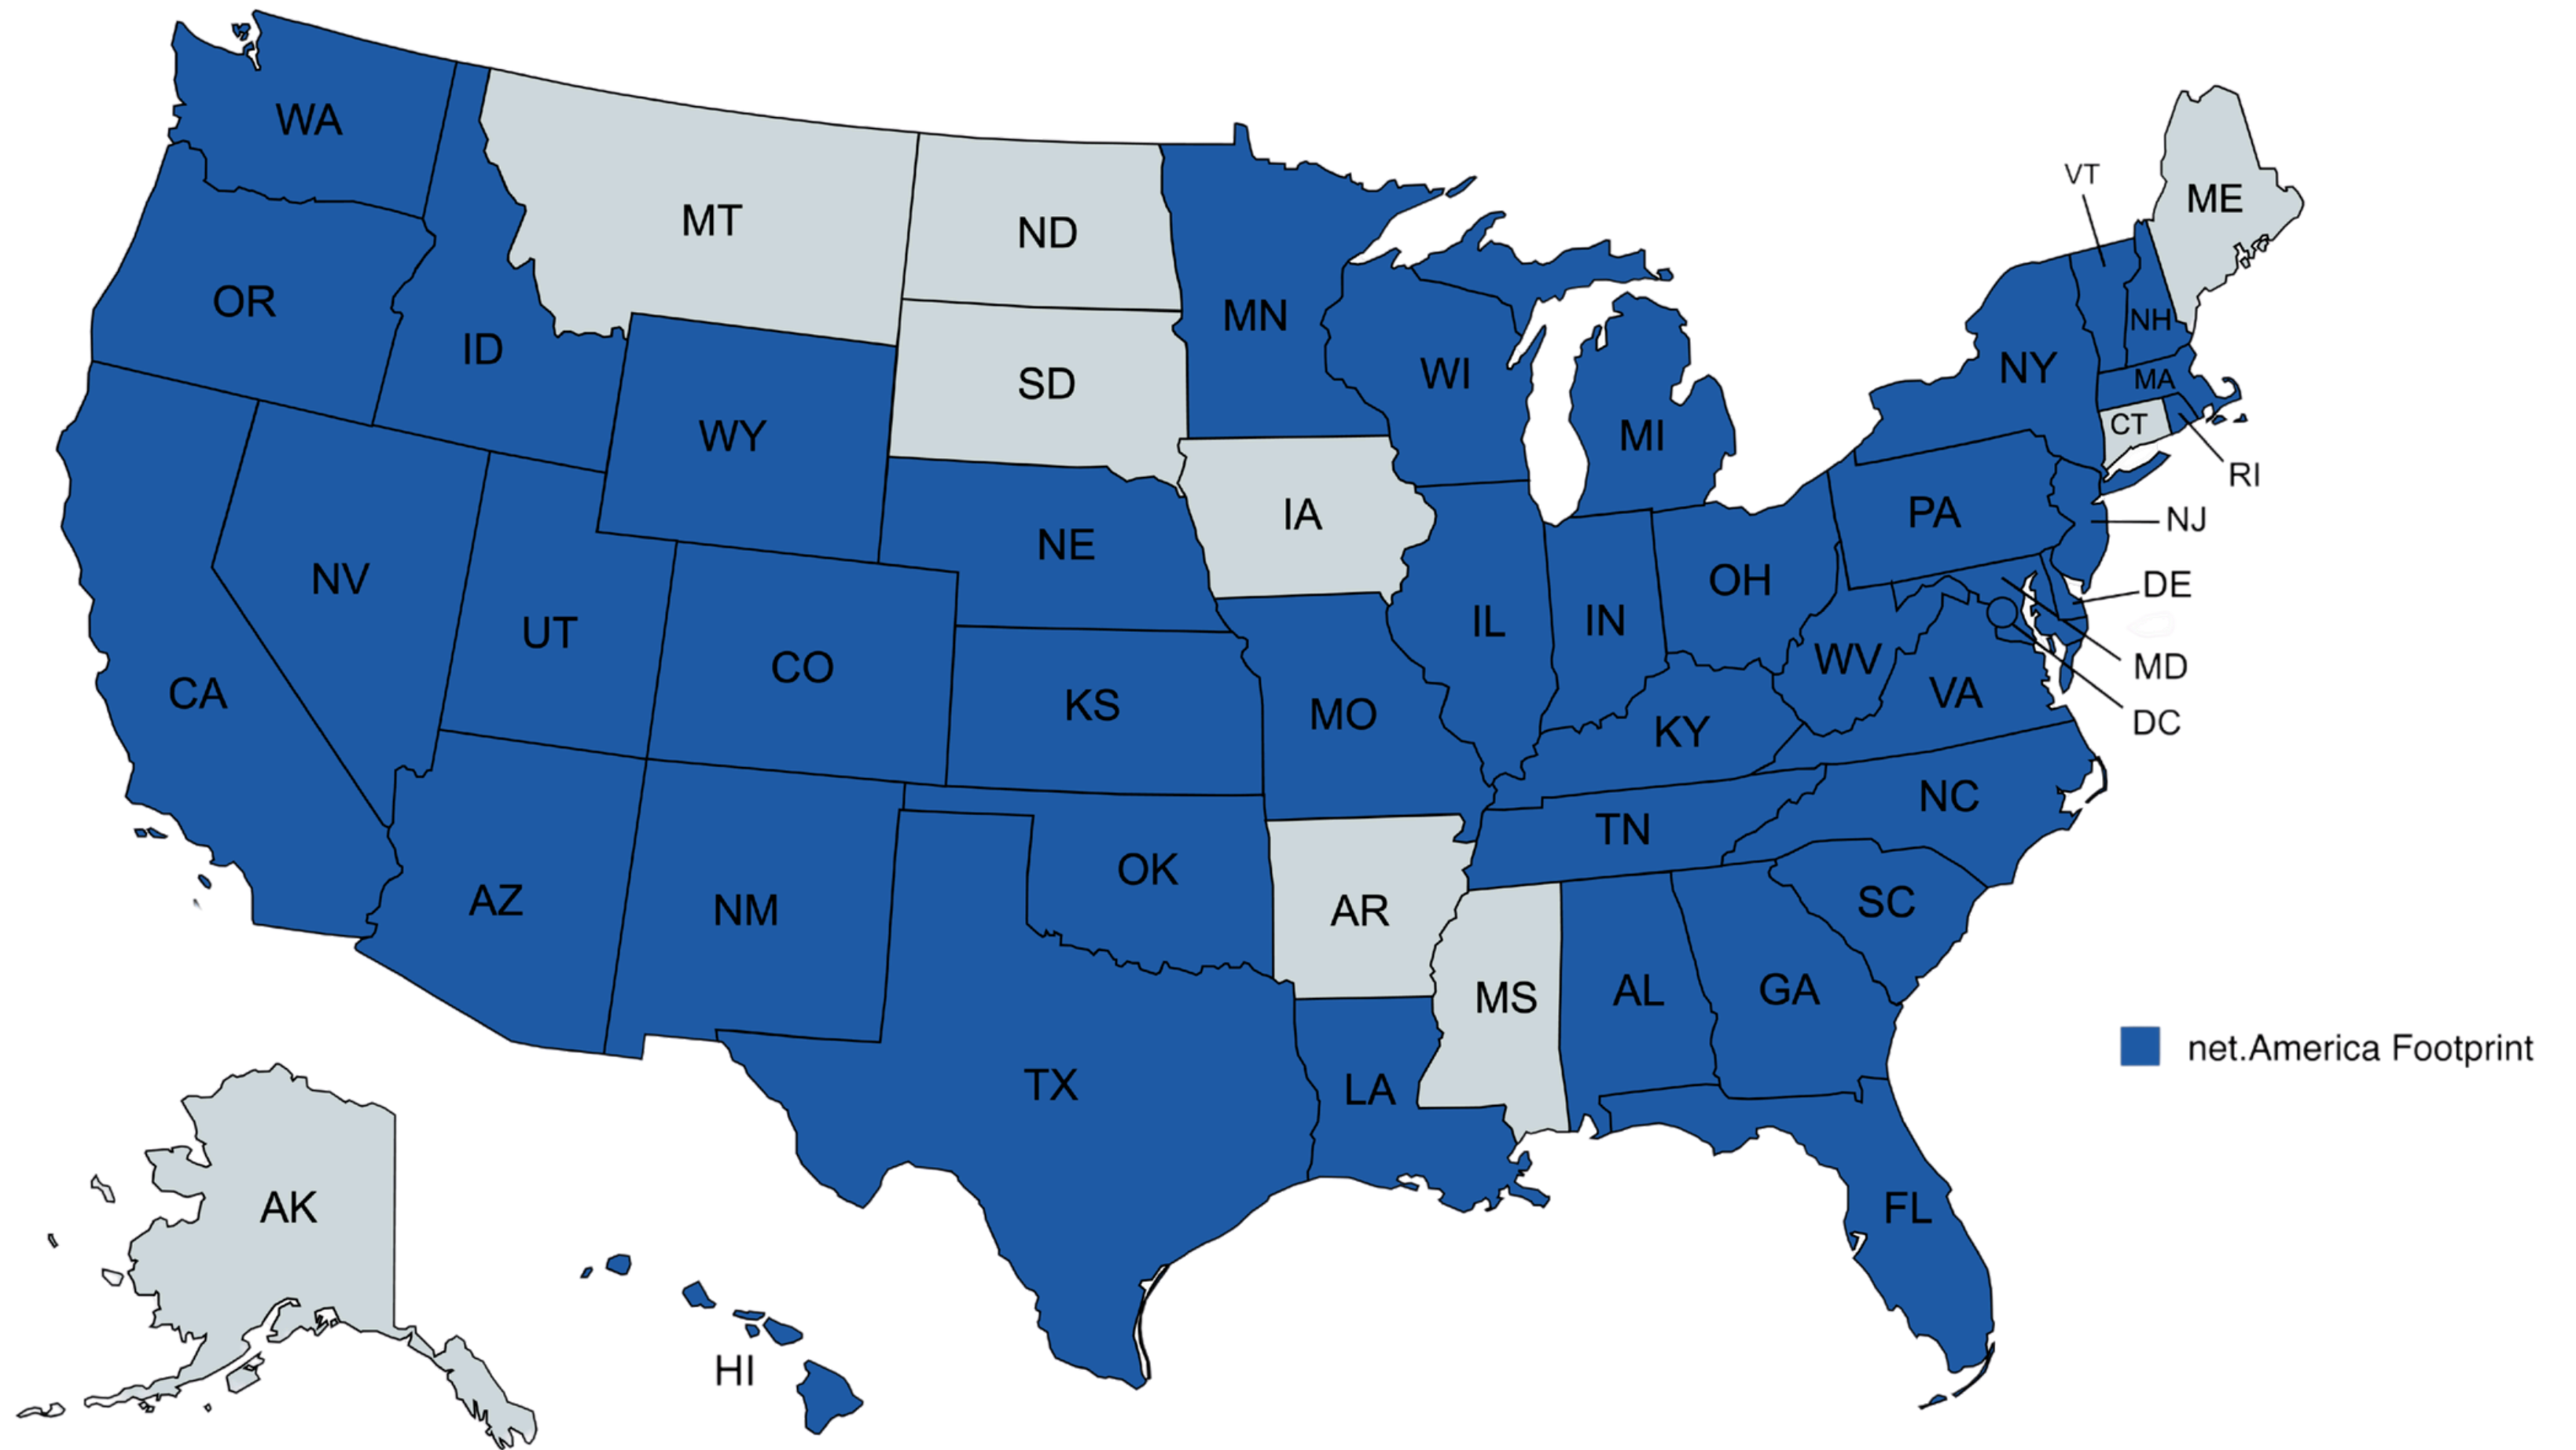 WA
MT
ND
MN
VT
ME
OR
ID
WY
SD
WI
MI
NY
NH
MA
CT
RI
NV
UT
CO
NE
IA
IL
IN
OH
PA
NJ
DE
MD
DC
CA
KS
MO
KY
WV
VA
AZ
NM
OK
AR
TN
NC
SC
MS
AL
GA
TX
LA
FL
net.America Footprint
AK
HI